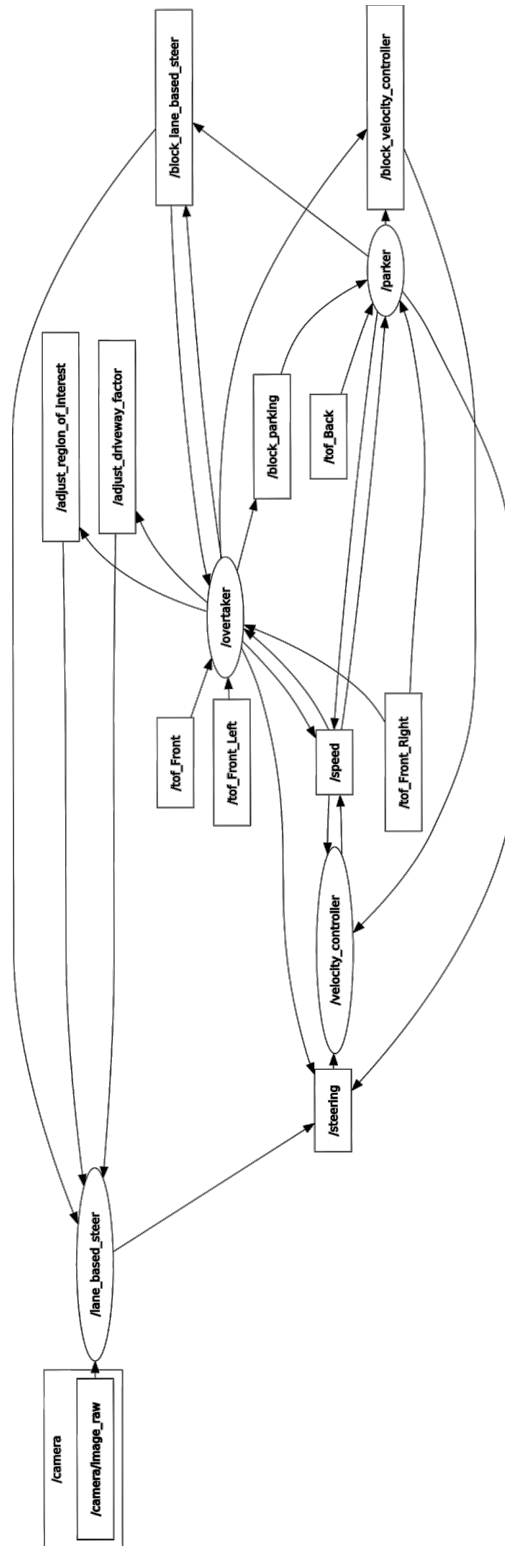 /camera
/camera/image_raw
/lane_based_steer
/adjust_region_of_interest
/adjust_driveway_factor
/block_lane_based_steer
/steering
/velocity_controller
/speed
/tof_Front
/tof_Front_Left
/tof_Front_Right
/overtaker
/block_parking
/tof_Back
/parker
/block_velocity_controller